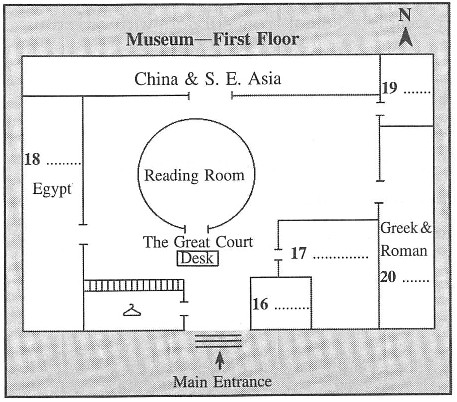 N
Museum—First Floor
China & S. E. Asia
19 .......
18 ..........
Egypt
Reading Room
The Great Court
Desk
Greek &
Roman
17 ..............
20 .......
16 ..........
Main Entrance